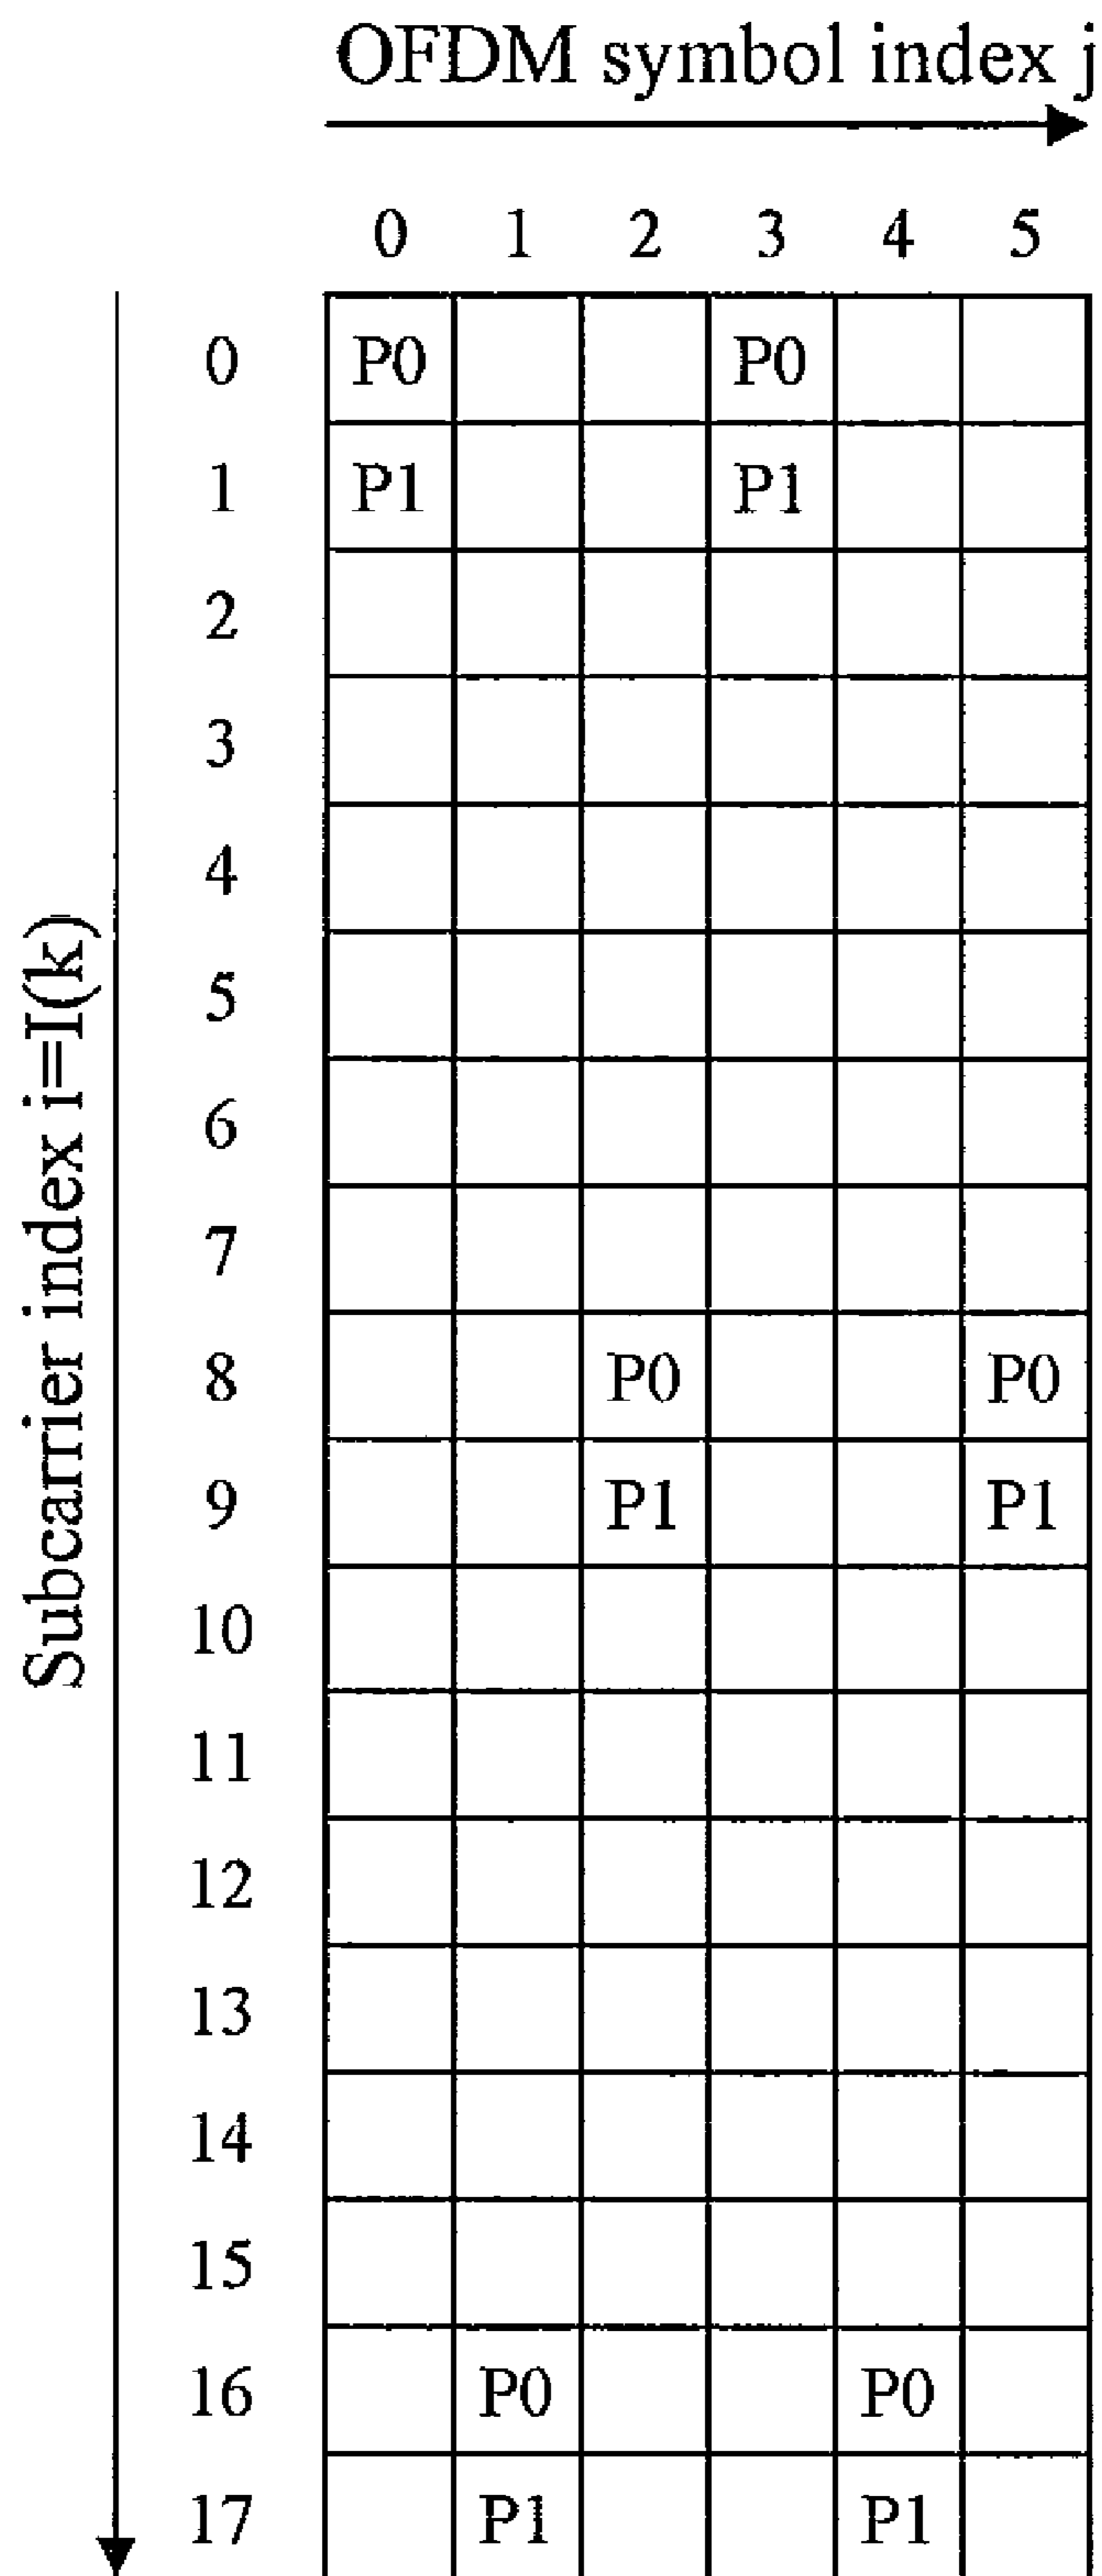 OFDM symbol index j
0 1 2 3 4 5
Subcarrier index i=I(k)
0 P0 P0
1 P1 P1
2
3
4
5
6
7
8 P0 P0
9 P1 P1
10
11
12
13
14
15
16 P0 P0
17 P1 P1